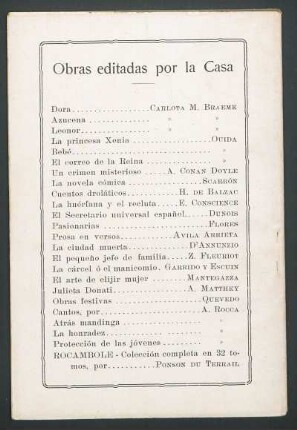 Obras editadas por la Casa
Dora.................CARLOTA M. BRAEME
Azucena............. » »
Leonor.............. » »
La princesa Xenia..............OUIDA
Bebé........................... »
El correo de la Reina.......... »
Un crimen misterioso.....A. CONAN DOYLE
La novela cómica.............SCARRÓN
Cuentos droláticos.........H. DE BALZAC
La huérfana y el recluta.....E. CONSCIENCE
El Secretario universal español.....DUNOIS
Pasionarias..................FLORES
Prosa en versos........AVILA ARRIETA
La ciudad muerta..........D'ANNUNZIO
El pequeño jefe de familia.....Z. FLEURIOT
La cárcel ó el manicomio. GARRIDO Y ESCUIN
El arte de elijir mujer......MANTEGAZZA
Julieta Donati............A. MATTHEY
Obras festivas..............QUEVEDO
Cantos, por.................A. ROCCA
Atrás mandinga................. »
La honradez.................... »
Protección de las jóvenes...... »
ROCAMBOLE - Colección completa en 32 to-
mos, por..........PONSON DU TERRAIL